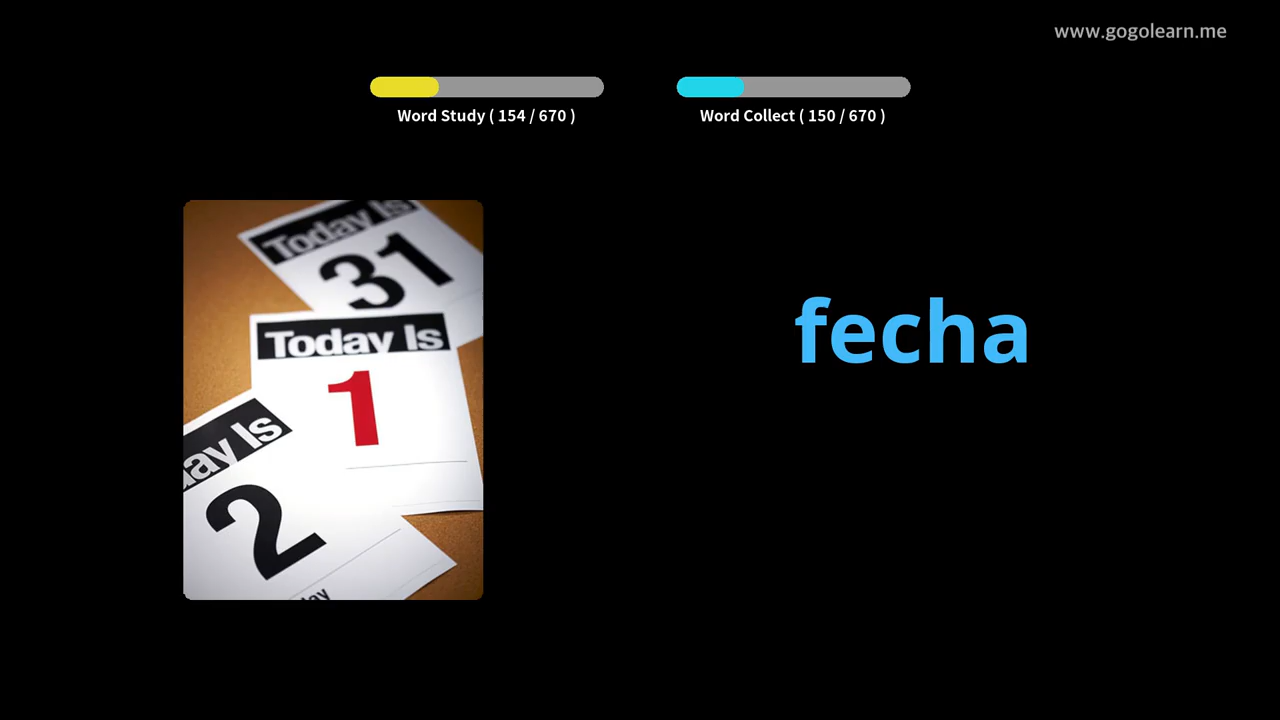 www.gogolearn.me
Word Study ( 154 / 670 )
Word Collect ( 150 / 670 )
Today Is
31
Today Is
1
ay Is
2
ay
fecha